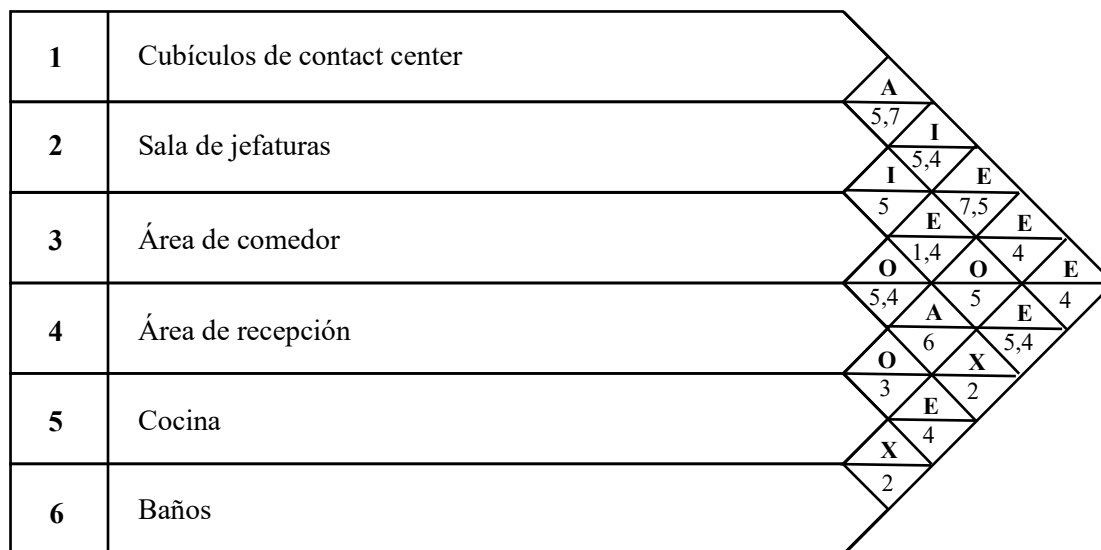 1 Cubículos de contact center
A
5,7
2 Sala de jefaturas
I
5,4
I
E
5
7,5
3 Área de comedor
E
E
1,4
4
O
O
E
5,4
5
4
4 Área de recepción
A
E
6
5,4
O
X
3
2
5 Cocina
E
4
X
2
6 Baños